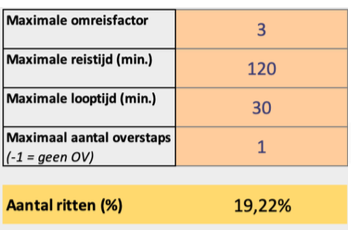 Maximale omreisfactor 3
Maximale reistijd (min.) 120
Maximale looptijd (min.) 30
Maximaal aantal overstaps 1
(-1 = geen OV)
Aantal ritten (%) 19,22%